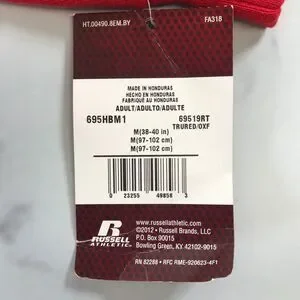 HT.00490.8EM.BY FA318
MADE IN HONDURAS
HECHO EN HONDURAS
FABRIQUÉ AU HONDURAS
ADULT/ADULTO/ADULTE
695HBM1 69519RT
TRURED/OXF
M(38-40 in)
M(97-102 cm)
M(97-102 cm)
0 23255 49858 3
R
RUSSELL
ATHLETIC
www.russellathletic.com
©2012 • Russell Brands, LLC
P.O. Box 90015
Bowling Green, KY 42102-9015
RN 82288 • RFC RME-920623-4F1